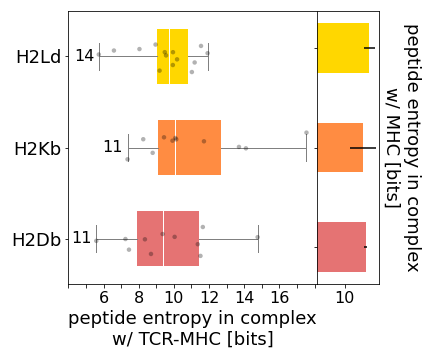 H2Ld
14
H2Kb
11
H2Db
11
6 8 10 12 14 16
peptide entropy in complex
w/ TCR-MHC [bits]
10
peptide entropy in complex
w/ MHC [bits]